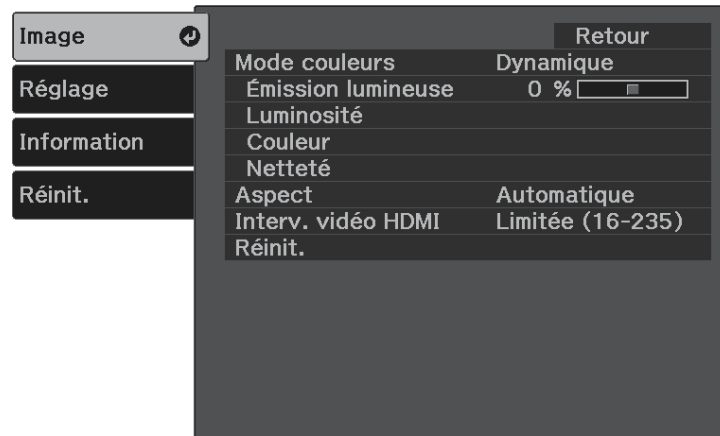 Image
Réglage
Information
Réinit.
Retour
Mode couleurs Dynamique
Émission lumineuse 0 %
Luminosité
Couleur
Netteté
Aspect Automatique
Interv. vidéo HDMI Limitée (16-235)
Réinit.